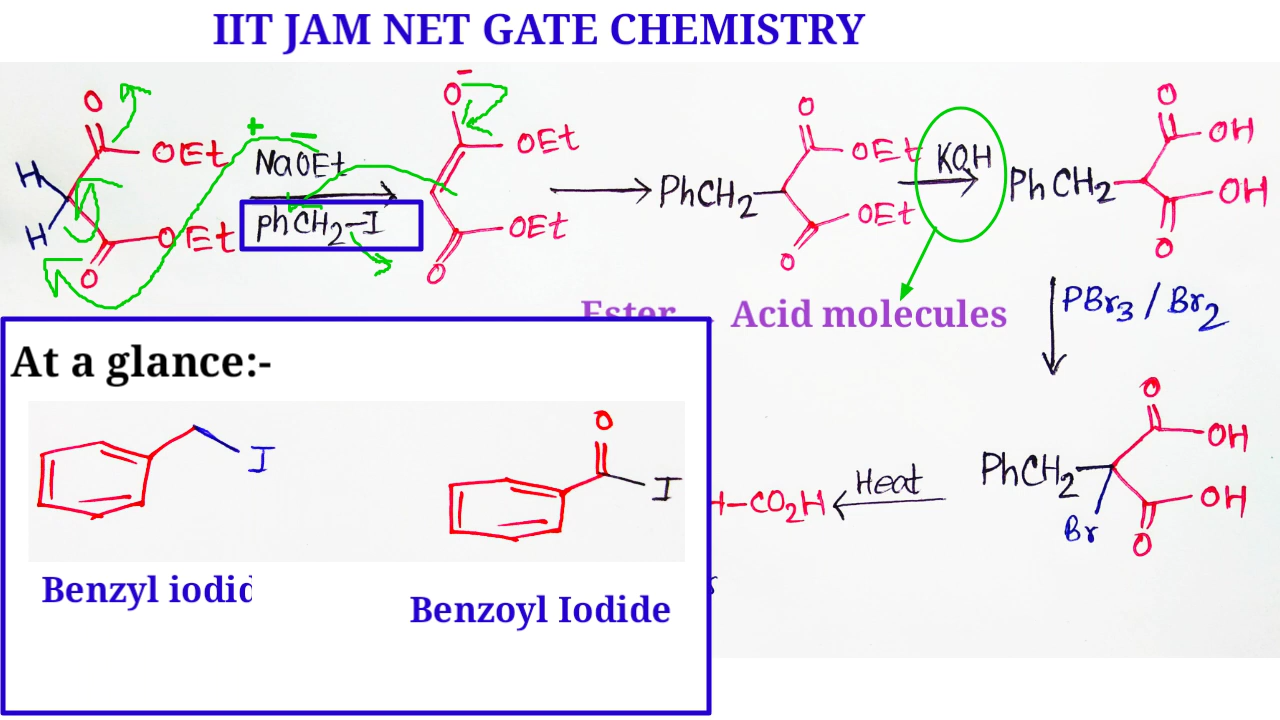 IIT JAM NET GATE CHEMISTRY
O
OEt
H
H
OEt
O
+ −
NaOEt
PhCH2−I
O−
OEt
OEt
O
PhCH2
O
OEt
OEt
O
KOH
PhCH2
O
OH
OH
O
Ester Acid molecules
PBr3 / Br2
At a glance:-
I
O
I
Benzyl iodid
Benzoyl Iodide
H−CO2H
Heat
PhCH2
O
OH
OH
Br
O